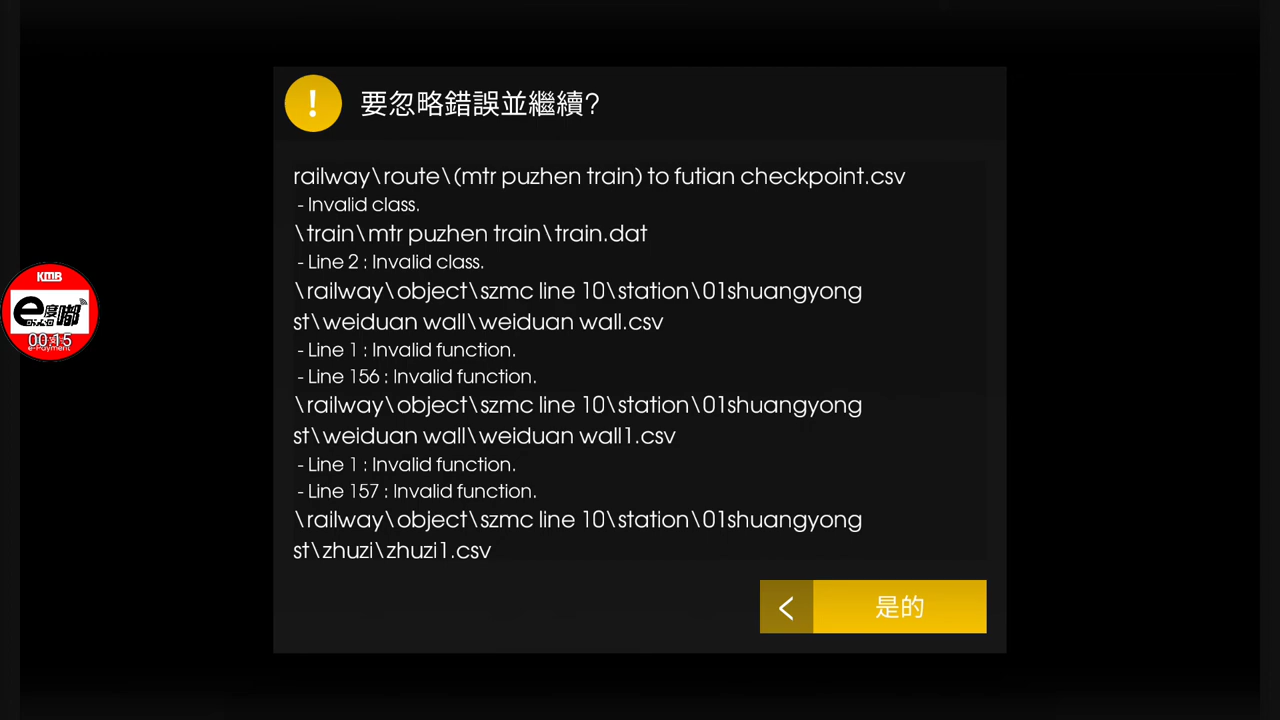 要忽略錯誤並繼續?
railway\route\(mtr puzhen train) to futian checkpoint.csv
- Invalid class.
\train\mtr puzhen train\train.dat
- Line 2 : Invalid class.
\railway\object\szmc line 10\station\01shuangyong
st\weiduan wall\weiduan wall.csv
- Line 1 : Invalid function.
- Line 156 : Invalid function.
\railway\object\szmc line 10\station\01shuangyong
st\weiduan wall\weiduan wall1.csv
- Line 1 : Invalid function.
- Line 157 : Invalid function.
\railway\object\szmc line 10\station\01shuangyong
st\zhuzi\zhuzi1.csv
< 是的
KMB
e度嘟
00:15
e-Payment